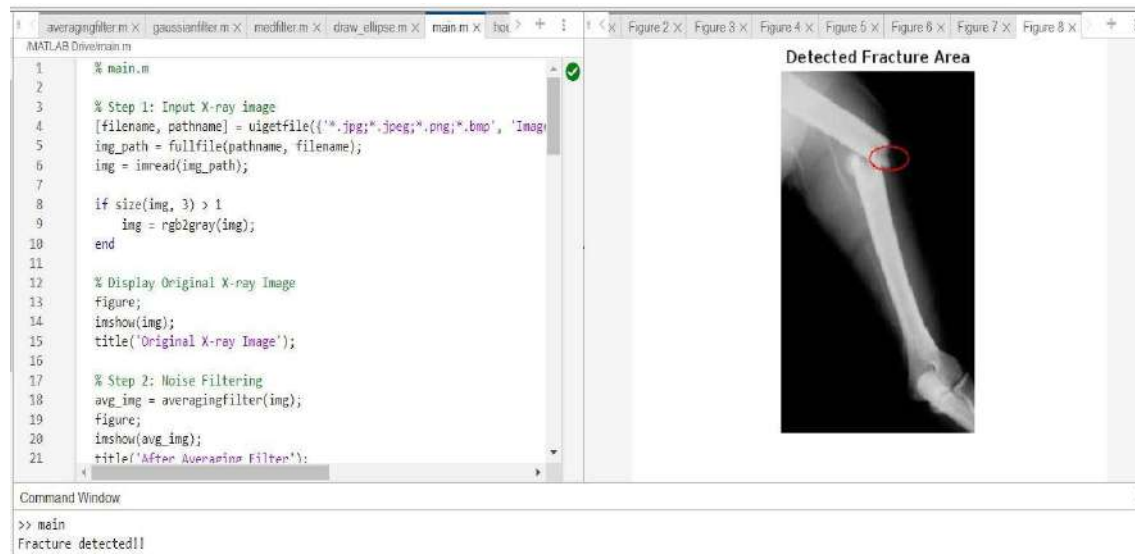 averagingfilter.m X gaussianfilter.m X medfilter.m X draw_ellipse.m X main.m X hou
X Figure 2 X Figure 3 X Figure 4 X Figure 5 X Figure 6 X Figure 7 X Figure 8 X
/MATLAB Drive/main.m
1 % main.m
2
3 % Step 1: Input X-ray image
4 [filename, pathname] = uigetfile({'*.jpg;*.jpeg;*.png;*.bmp', 'Imag
5 img_path = fullfile(pathname, filename);
6 img = imread(img_path);
7
8 if size(img, 3) > 1
9 img = rgb2gray(img);
10 end
11
12 % Display Original X-ray Image
13 figure;
14 imshow(img);
15 title('Original X-ray Image');
16
17 % Step 2: Noise Filtering
18 avg_img = averagingfilter(img);
19 figure;
20 imshow(avg_img);
21 title('After Averaging Filter');
Detected Fracture Area
Command Window
>> main
Fracture detected!!